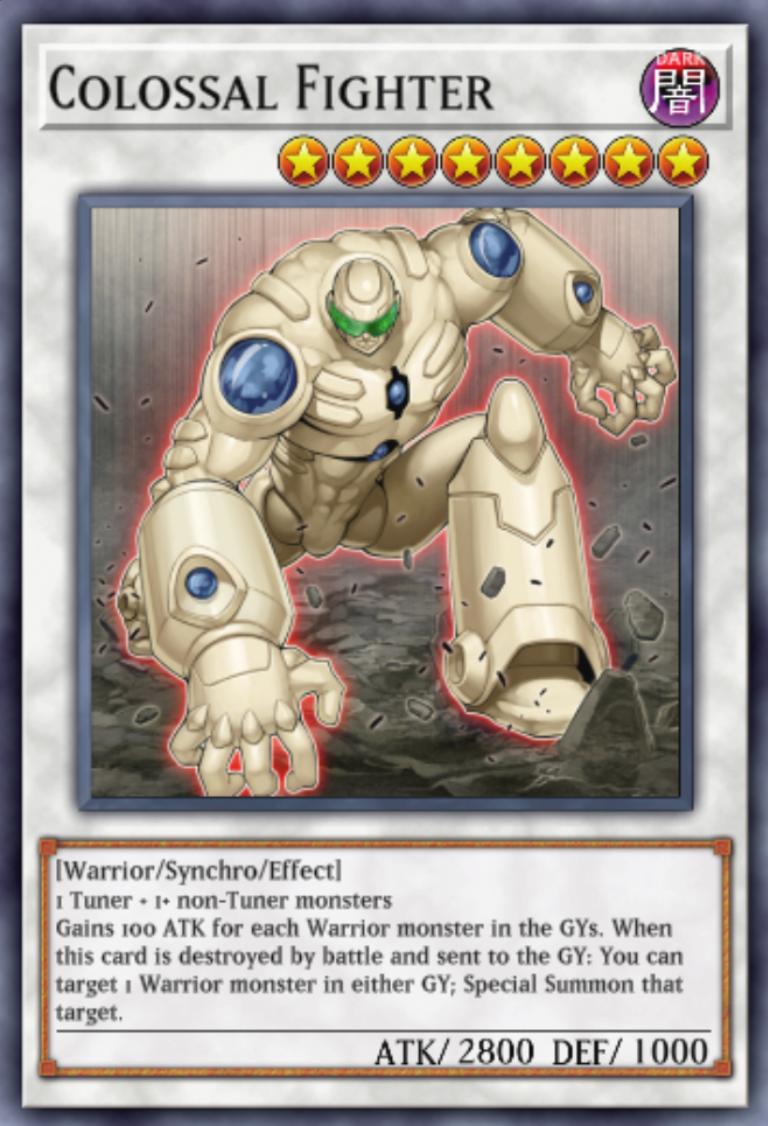 Colossal Fighter
DARK
闇
[Warrior/Synchro/Effect]
1 Tuner + 1+ non-Tuner monsters
Gains 100 ATK for each Warrior monster in the GYs. When
this card is destroyed by battle and sent to the GY: You can
target 1 Warrior monster in either GY; Special Summon that
target.
ATK/ 2800 DEF/ 1000